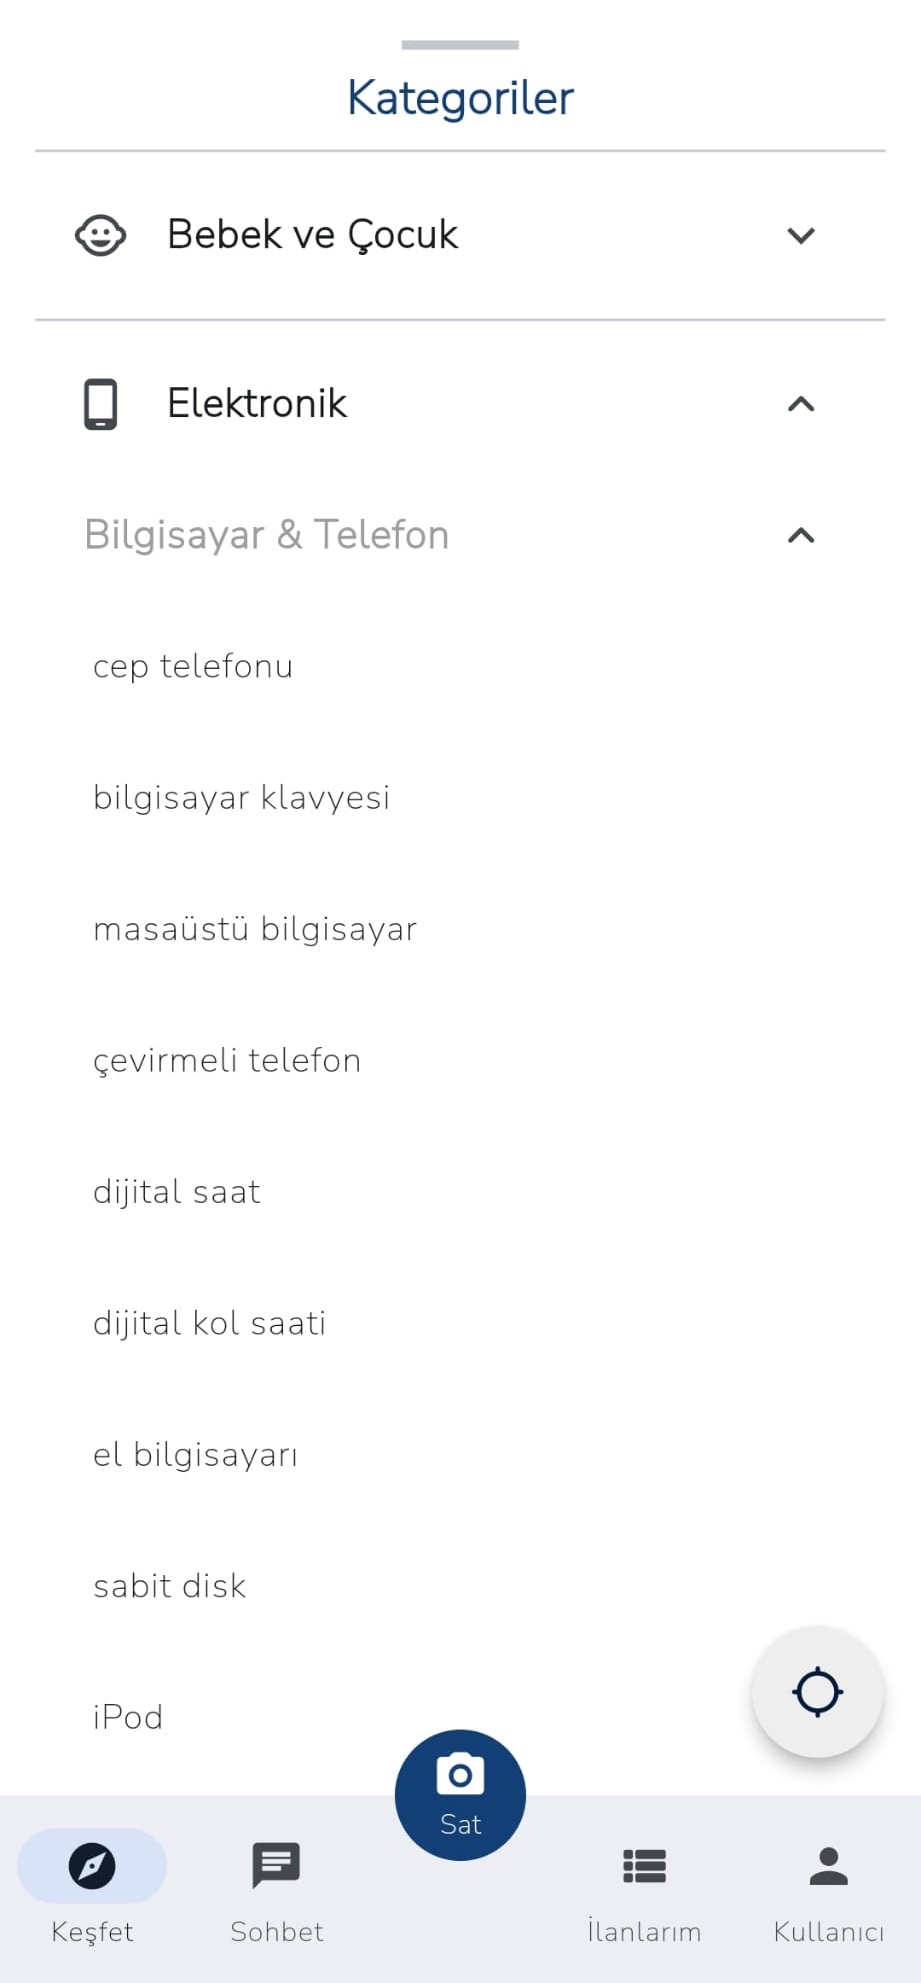 Kategoriler
Bebek ve Çocuk
Elektronik
Bilgisayar & Telefon
cep telefonu
bilgisayar klavyesi
masaüstü bilgisayar
çevirmeli telefon
dijital saat
dijital kol saati
el bilgisayarı
sabit disk
iPod
Sat
Keşfet
Sohbet
İlanlarım
Kullanıcı